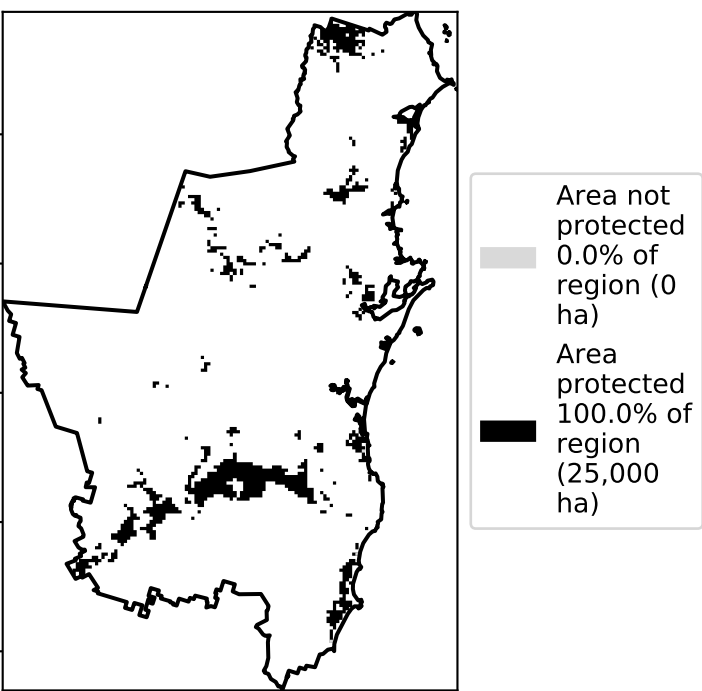 Area not
protected
0.0% of
region (0
ha)
Area
protected
100.0% of
region
(25,000
ha)